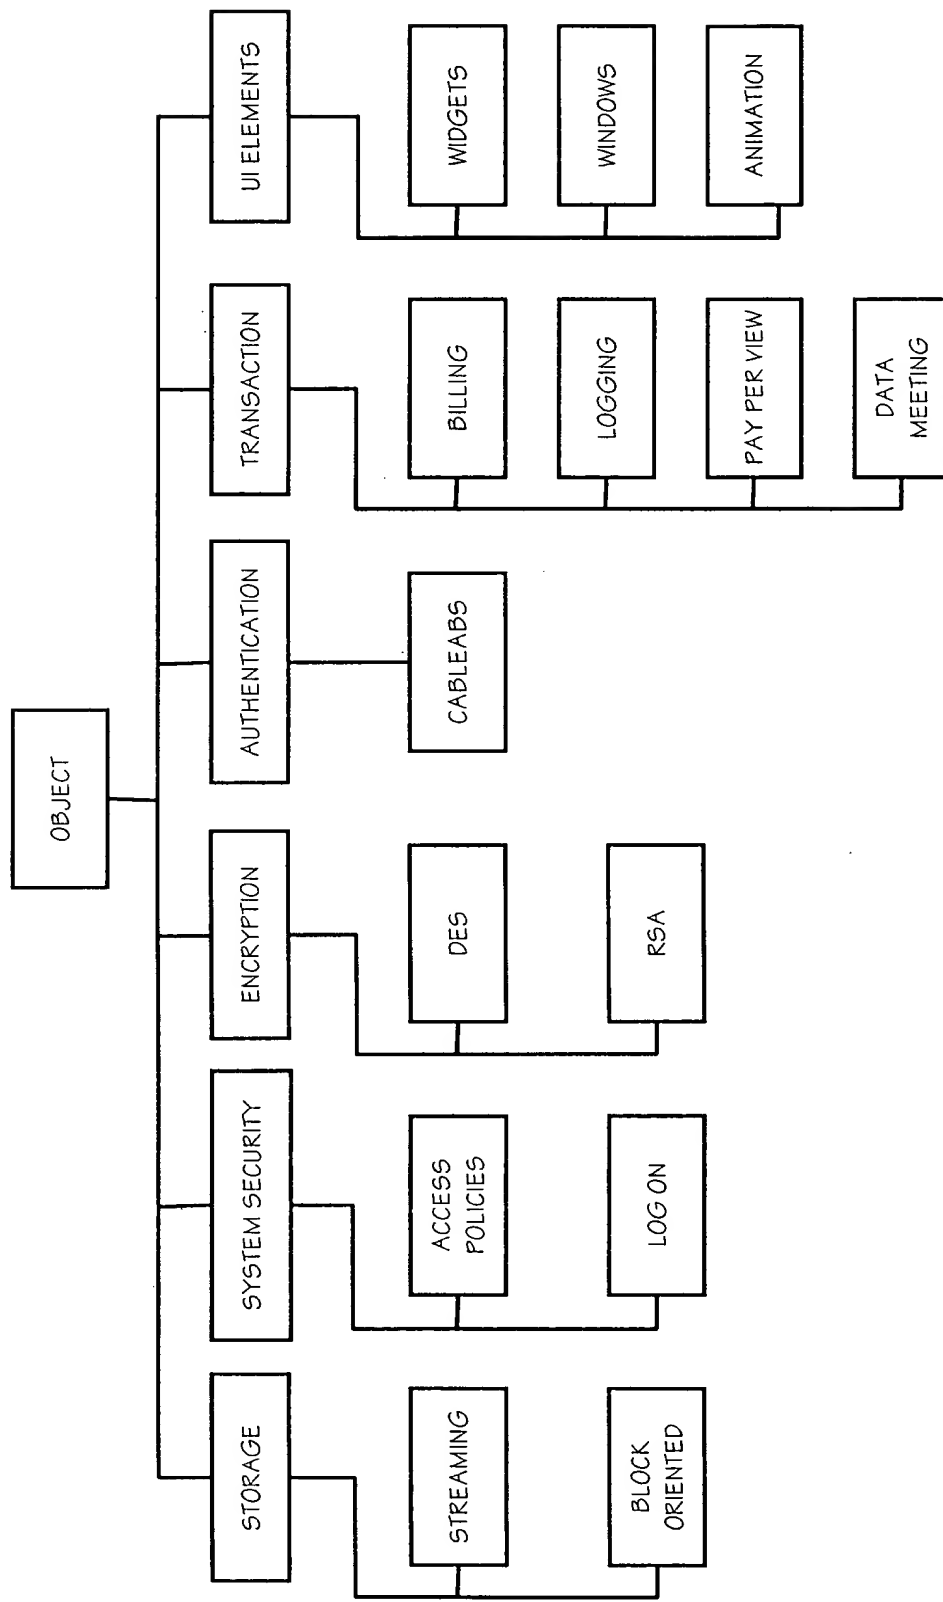 OBJECT
STORAGE
SYSTEM SECURITY
ENCRYPTION
AUTHENTICATION
TRANSACTION
UI ELEMENTS
STREAMING
BLOCK
ORIENTED
ACCESS
POLICIES
LOG ON
DES
RSA
CABLEABS
BILLING
LOGGING
PAY PER VIEW
DATA
MEETING
WIDGETS
WINDOWS
ANIMATION